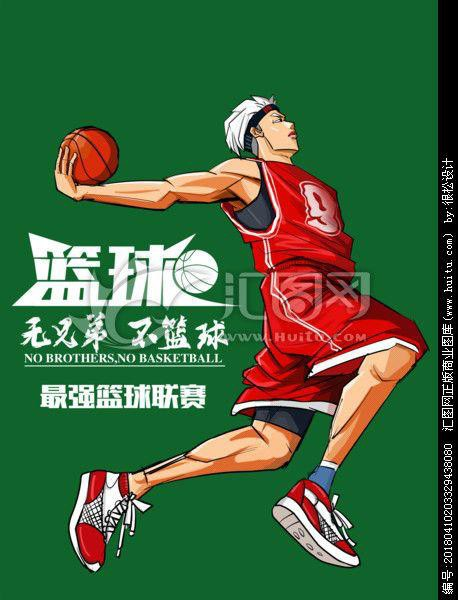 篮球
无兄弟 不篮球
NO BROTHERS,NO BASKETBALL
最强篮球联赛
9
汇图网
www.HuiTu.com
编号:20180410203329438080 汇图网正版商业图库(www.huitu.com) by:很松设计